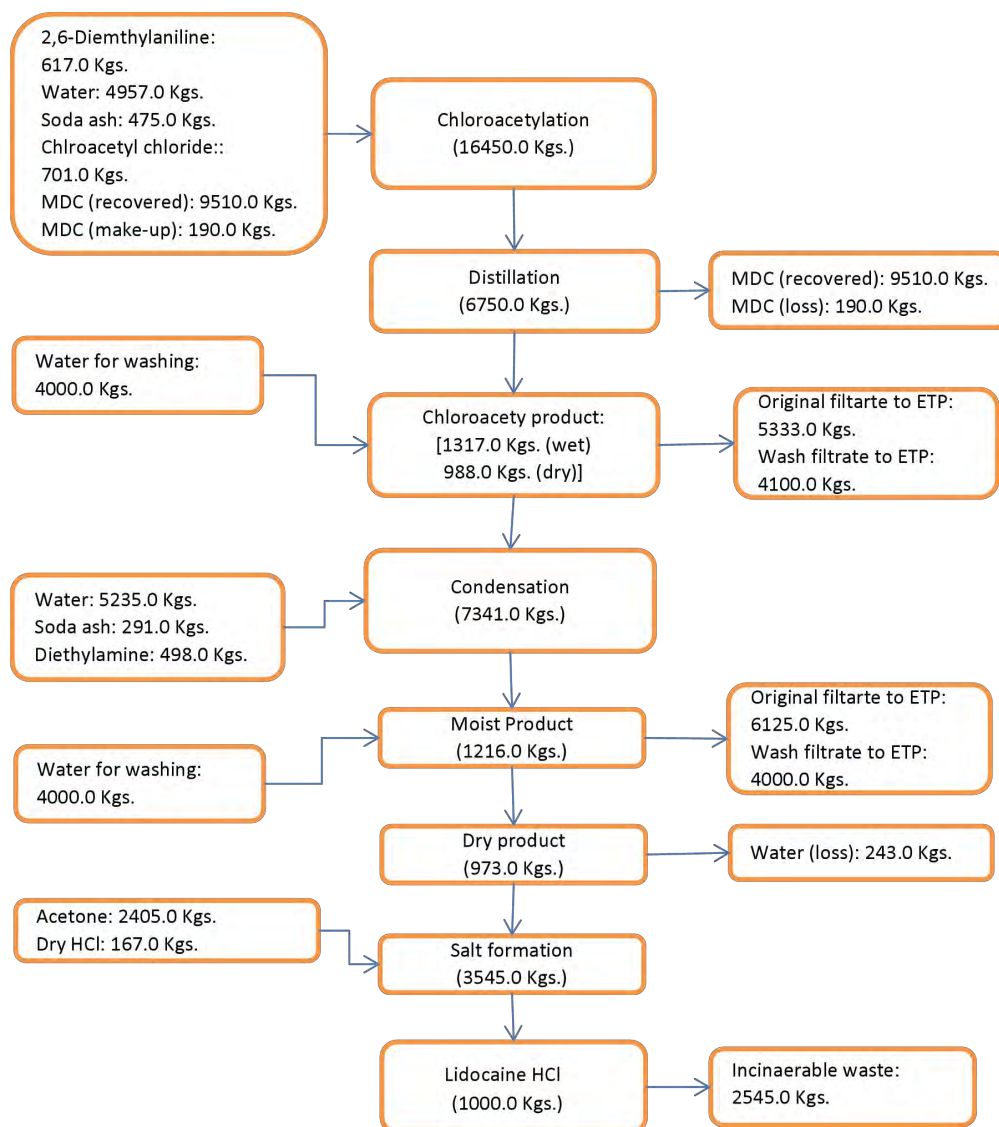 2,6-Diemthylaniline:
617.0 Kgs.
Water: 4957.0 Kgs.
Soda ash: 475.0 Kgs.
Chlroacetyl chloride::
701.0 Kgs.
MDC (recovered): 9510.0 Kgs.
MDC (make-up): 190.0 Kgs.
Chloroacetylation
(16450.0 Kgs.)
Distillation
(6750.0 Kgs.)
MDC (recovered): 9510.0 Kgs.
MDC (loss): 190.0 Kgs.
Water for washing:
4000.0 Kgs.
Chloroacety product:
[1317.0 Kgs. (wet)
988.0 Kgs. (dry)]
Original filtarte to ETP:
5333.0 Kgs.
Wash filtrate to ETP:
4100.0 Kgs.
Water: 5235.0 Kgs.
Soda ash: 291.0 Kgs.
Diethylamine: 498.0 Kgs.
Condensation
(7341.0 Kgs.)
Water for washing:
4000.0 Kgs.
Moist Product
(1216.0 Kgs.)
Original filtarte to ETP:
6125.0 Kgs.
Wash filtrate to ETP:
4000.0 Kgs.
Dry product
(973.0 Kgs.)
Water (loss): 243.0 Kgs.
Acetone: 2405.0 Kgs.
Dry HCl: 167.0 Kgs.
Salt formation
(3545.0 Kgs.)
Lidocaine HCl
(1000.0 Kgs.)
Incinaerable waste:
2545.0 Kgs.